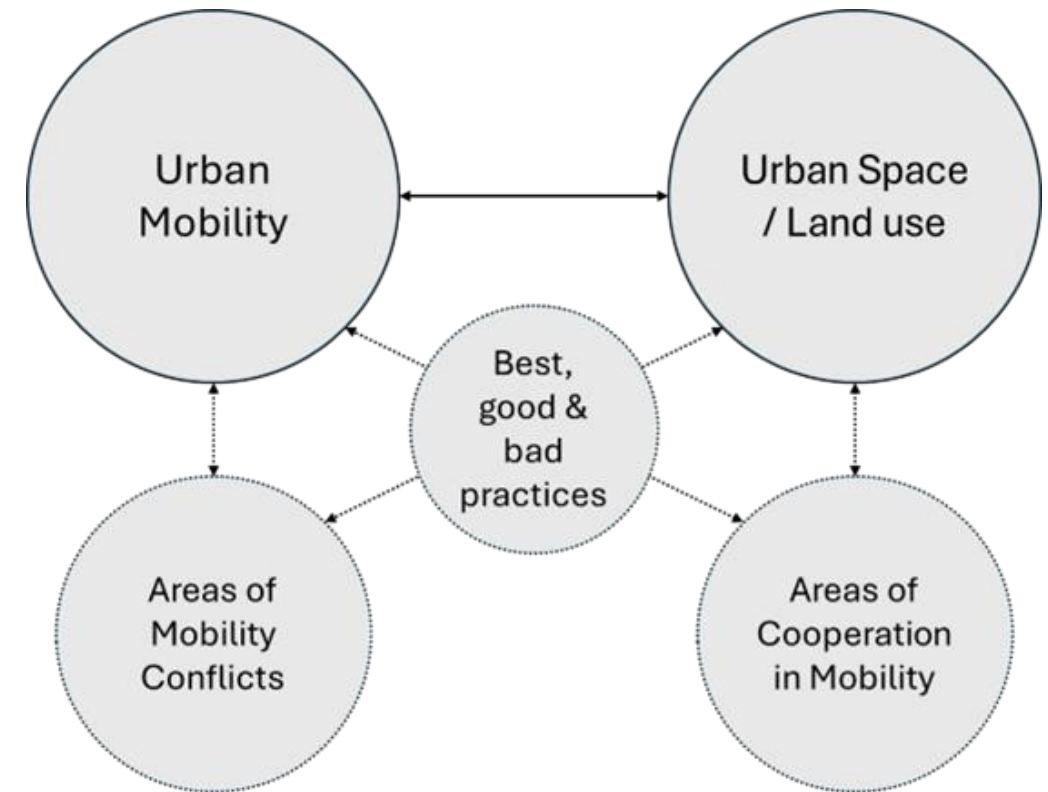 Urban
Mobility
Urban Space
/ Land use
Best,
good &
bad
practices
Areas of
Mobility
Conflicts
Areas of
Cooperation
in Mobility